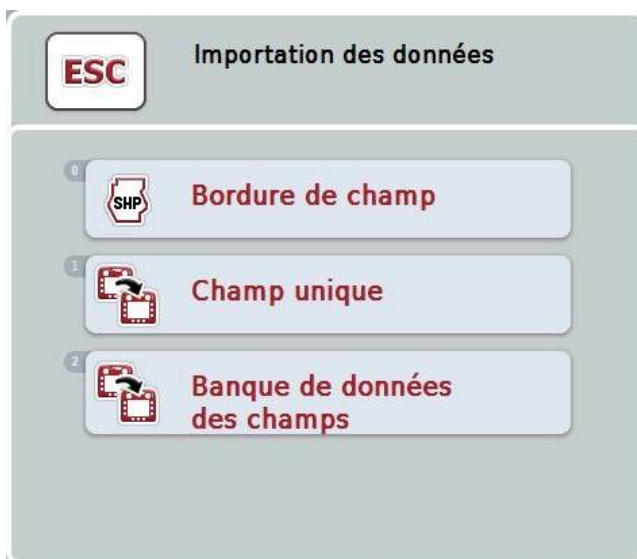 ESC
Importation des données
0
SHP
Bordure de champ
1
Champ unique
2
Banque de données
des champs